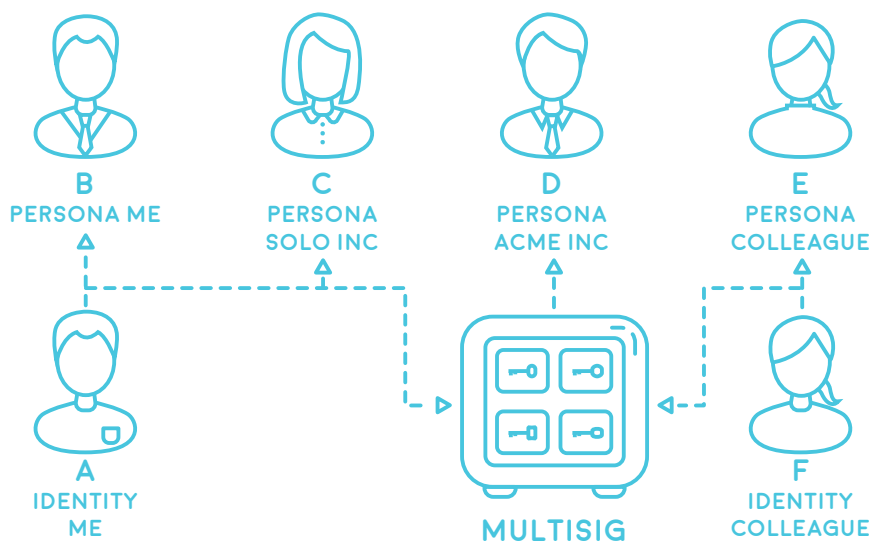 B
PERSONA ME
C
PERSONA
SOLO INC
D
PERSONA
ACME INC
E
PERSONA
COLLEAGUE
A
IDENTITY
ME
MULTISIG
F
IDENTITY
COLLEAGUE